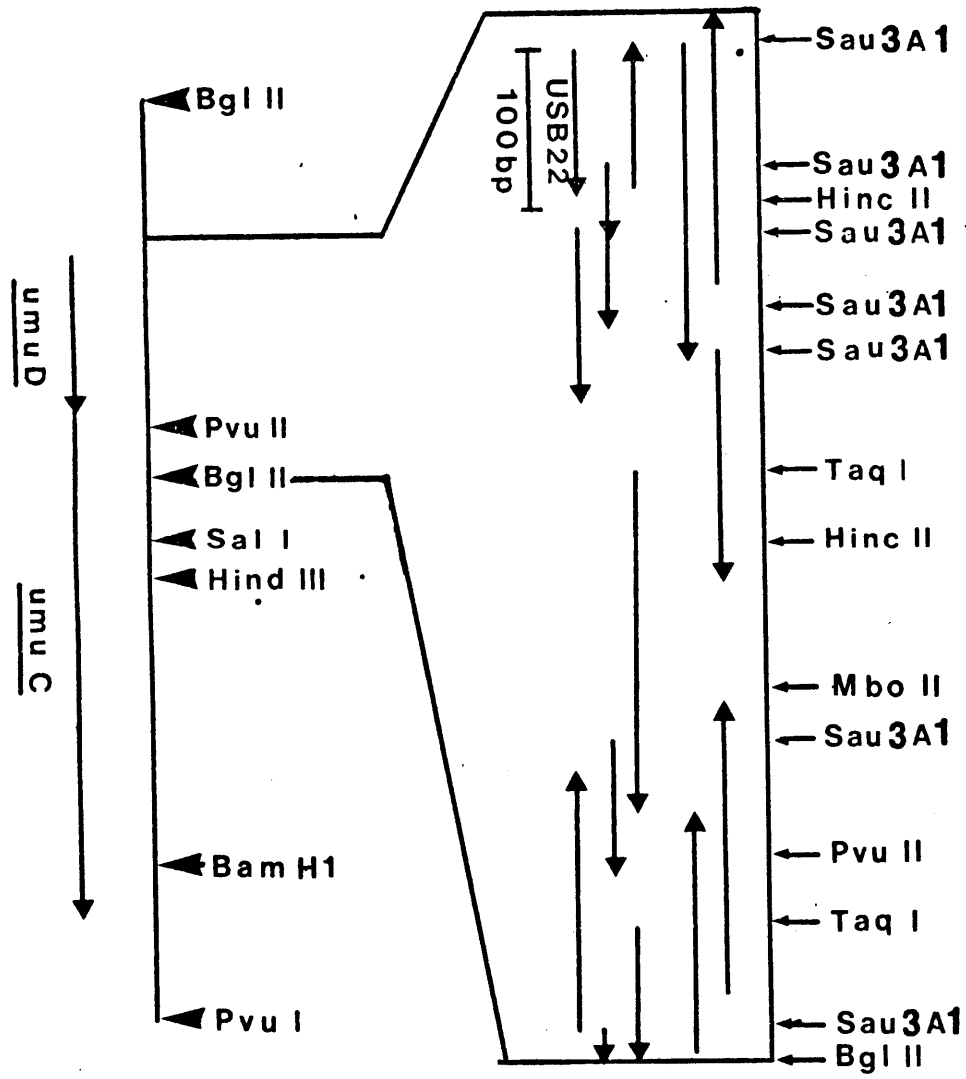 Bgl II
Pvu II
Bgl II
Sal I
Hind III
Bam H1
Pvu I
umuD
umu C
USB22
100bp
Sau3A1
Sau3A1
Hinc II
Sau3A1
Sau3A1
Sau3A1
Taq I
Hinc II
Mbo II
Sau3A1
Pvu II
Taq I
Sau3A1
Bgl II